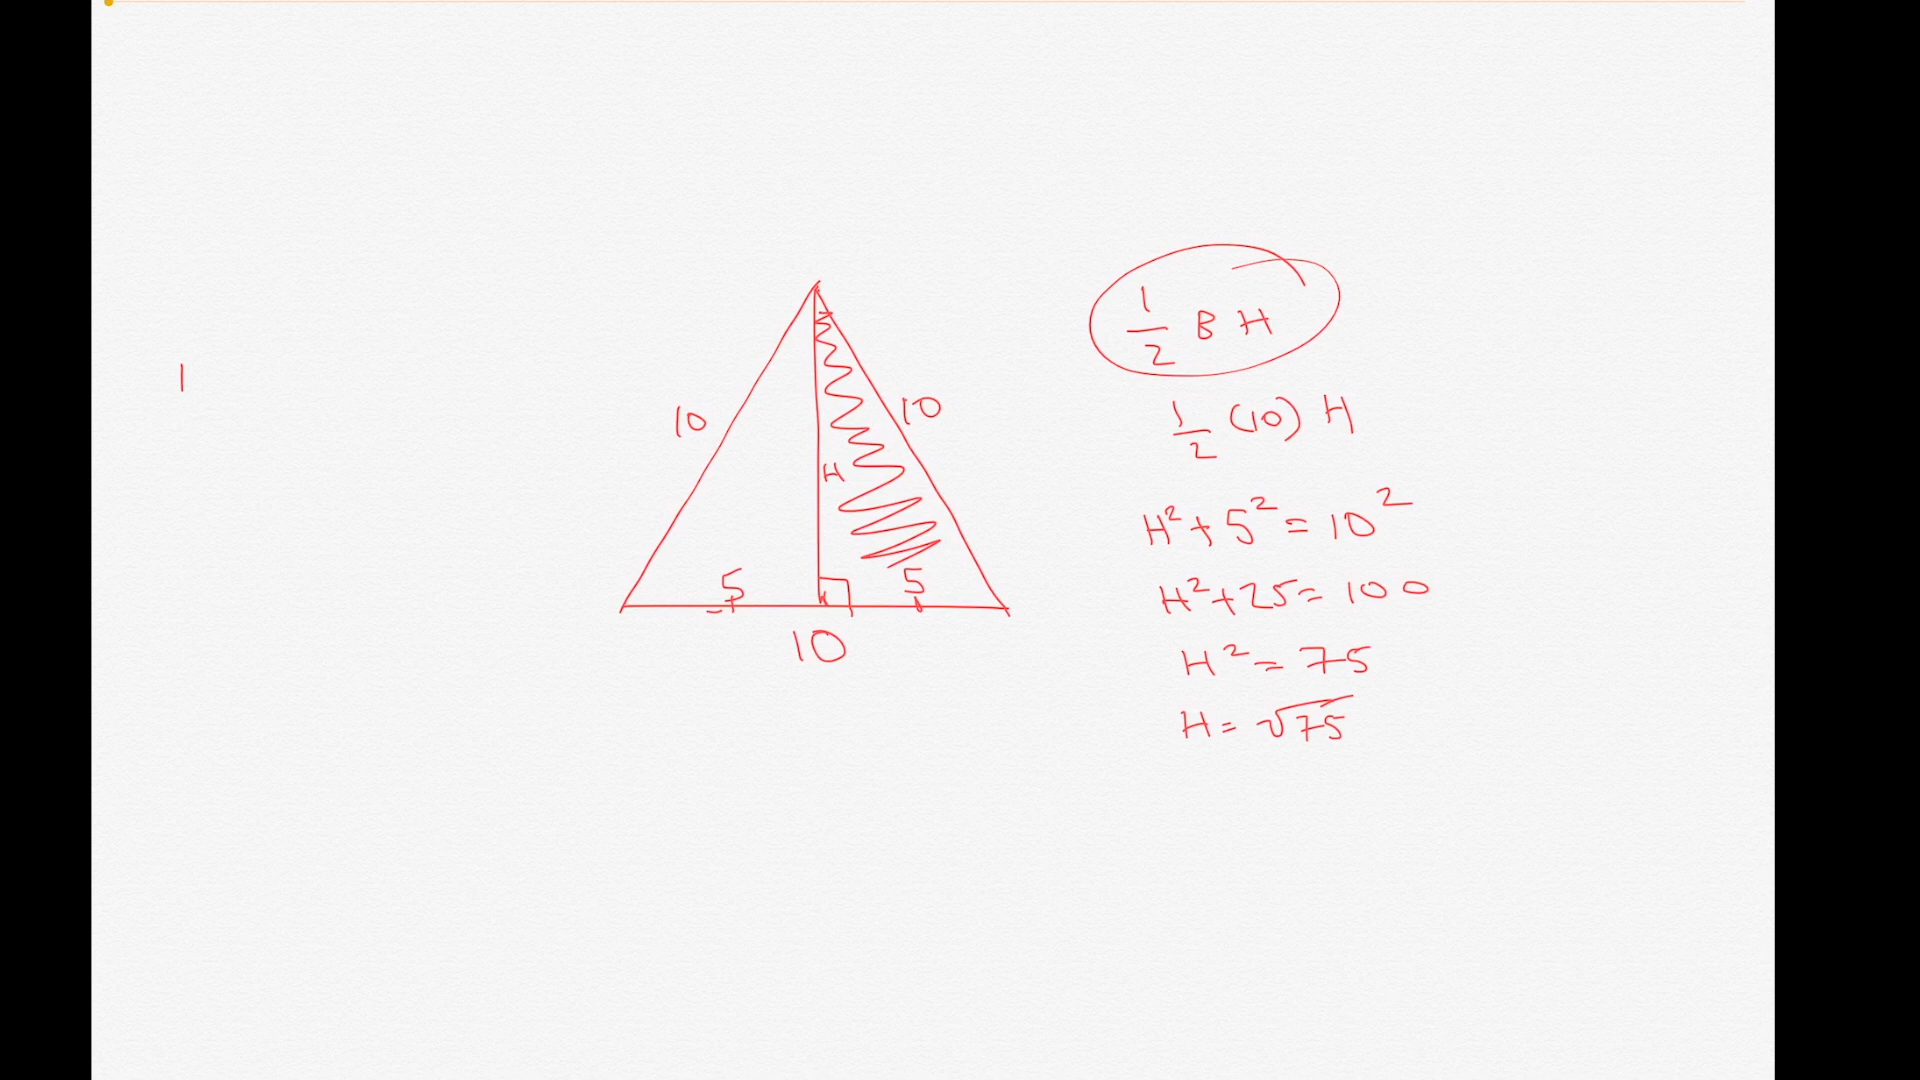 1/2 B H
1
10
10
1/2 (10) H
H
H² + 5² = 10²
5
5
H² + 25 = 100
10
H² = 75
H = √75